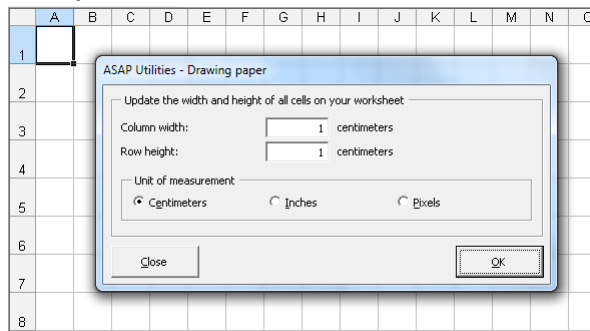 A B C D E F G H I J K L M N
1
ASAP Utilities - Drawing paper
2
Update the width and height of all cells on your worksheet
3
Column width: 1 centimeters
Row height: 1 centimeters
4
Unit of measurement
5
Centimeters Inches Pixels
6
Close OK
7
8